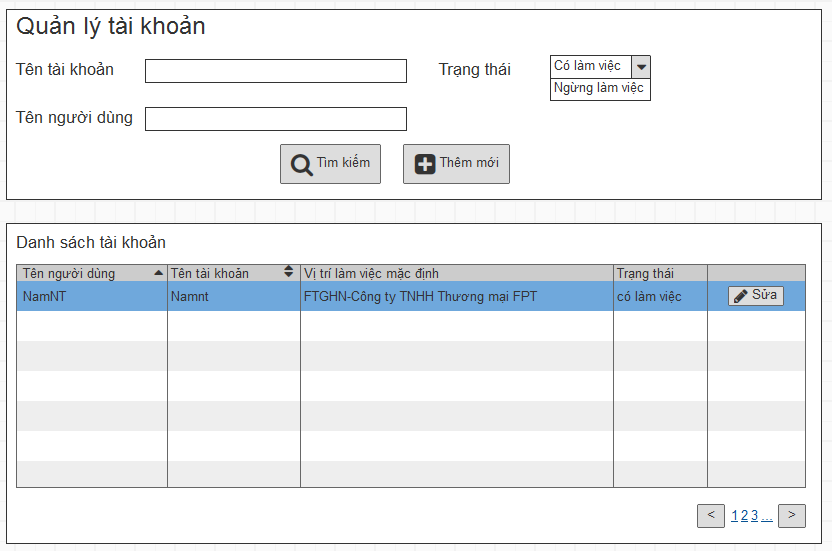 Quản lý tài khoản
Tên tài khoản
Trạng thái
Có làm việc
Ngừng làm việc
Tên người dùng
Tìm kiếm
Thêm mới
Danh sách tài khoản
Tên người dùng Tên tài khoản Vị trí làm việc mặc định Trạng thái
NamNT Namnt FTGHN-Công ty TNHH Thương mại FPT có làm việc Sửa
< 1 2 3 ... >